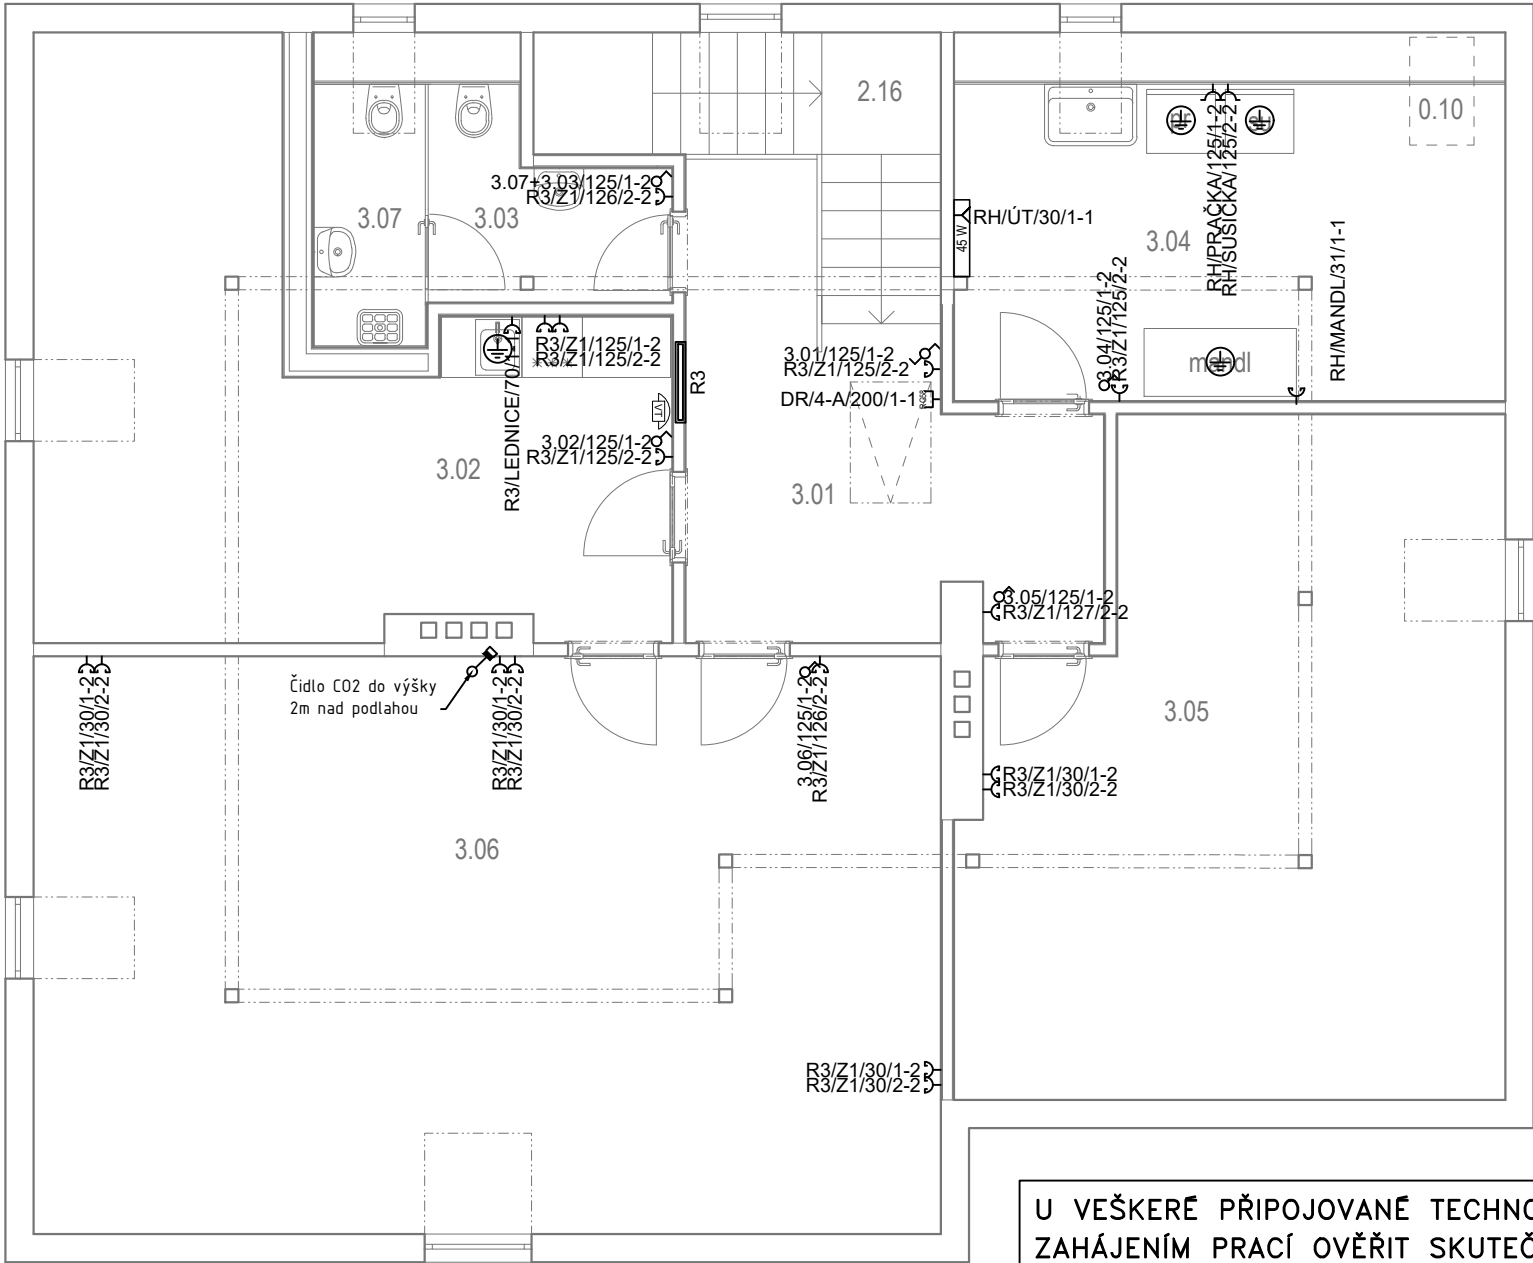 2.16
0.10
pr
su
RH/PRAČKA/125/1-2
RH/SUŠIČKA/125/2-2
3.07+3.03/125/1-2
R3/Z1/126/2-2
3.07
3.03
45 W
RH/ÚT/30/1-1
3.04
3.04/125/1-2
R3/Z1/125/2-2
RH/MANDL/31/1-1
mandl
R3/LEDNICE/70/1-1
R3/Z1/125/1-2
R3/Z1/125/2-2
R3
VT
3.01/125/1-2
R3/Z1/125/2-2
DR/4-A/200/1-1
3.02/125/1-2
R3/Z1/125/2-2
3.02
3.01
3.05/125/1-2
R3/Z1/127/2-2
Čidlo CO2 do výšky
2m nad podlahou
R3/Z1/30/1-2
R3/Z1/30/2-2
R3/Z1/30/1-2
R3/Z1/30/2-2
3.06/125/1-2
R3/Z1/126/2-2
3.05
R3/Z1/30/1-2
R3/Z1/30/2-2
3.06
R3/Z1/30/1-2
R3/Z1/30/2-2
U VEŠKERÉ PŘIPOJOVANÉ TECHNO
ZAHÁJENÍM PRACÍ OVĚŘIT SKUTEČ